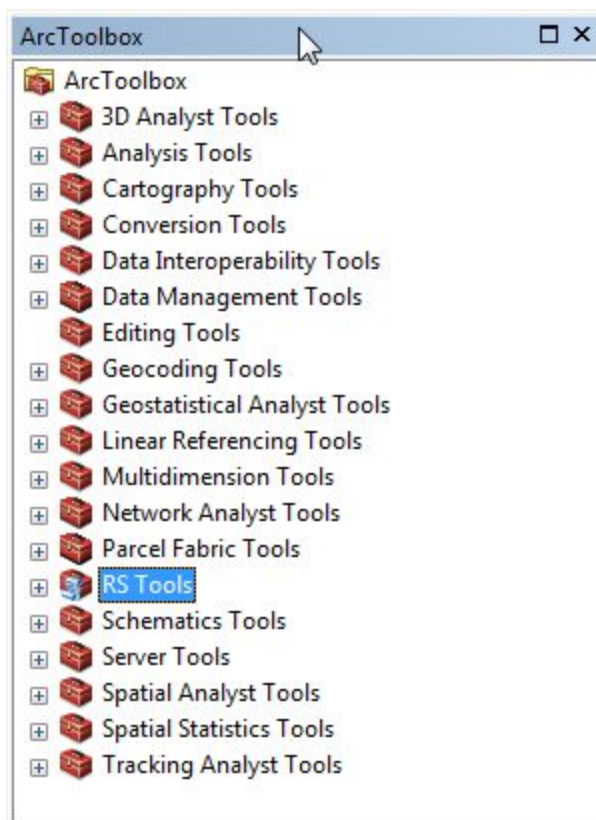 ArcToolbox
ArcToolbox
3D Analyst Tools
Analysis Tools
Cartography Tools
Conversion Tools
Data Interoperability Tools
Data Management Tools
Editing Tools
Geocoding Tools
Geostatistical Analyst Tools
Linear Referencing Tools
Multidimension Tools
Network Analyst Tools
Parcel Fabric Tools
RS Tools
Schematics Tools
Server Tools
Spatial Analyst Tools
Spatial Statistics Tools
Tracking Analyst Tools